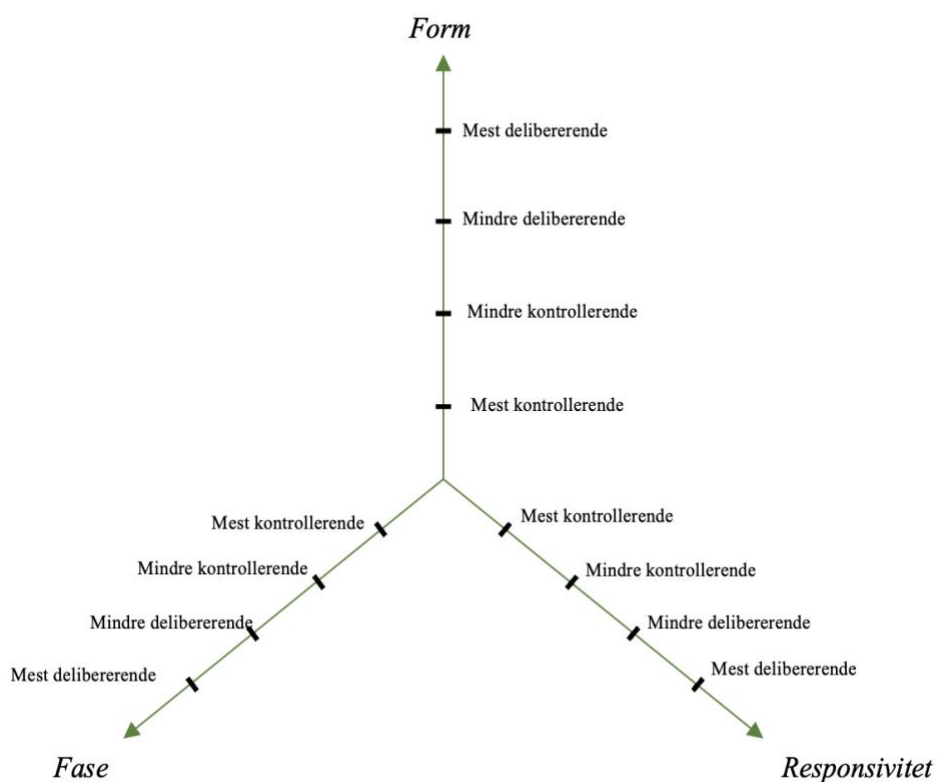 Form
Mest delibererende
Mindre delibererende
Mindre kontrollerende
Mest kontrollerende
Mest kontrollerende
Mindre kontrollerende
Mindre delibererende
Mest delibererende
Fase
Mest kontrollerende
Mindre kontrollerende
Mindre delibererende
Mest delibererende
Responsivitet